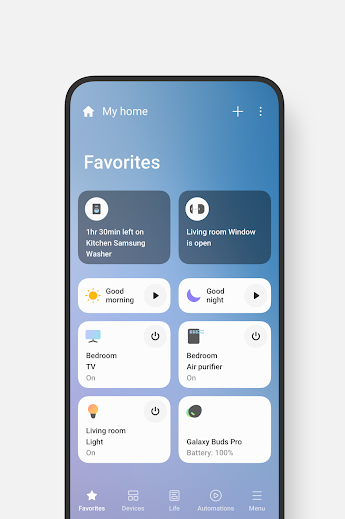 My home
Favorites
1hr 30min left on
Kitchen Samsung
Washer
Living room Window
is open
Good
morning
Good
night
Bedroom
TV
On
Bedroom
Air purifier
On
Living room
Light
On
Galaxy Buds Pro
Battery: 100%
Favorites
Devices
Life
Automations
Menu